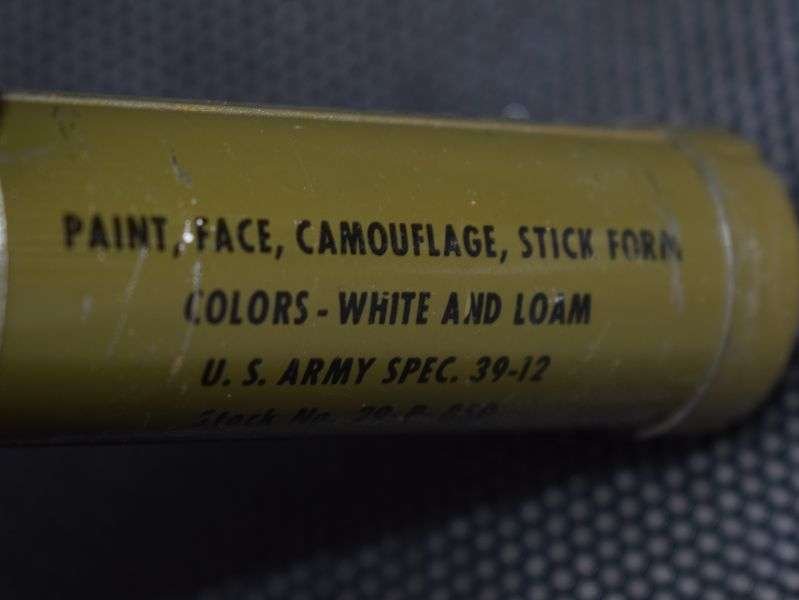 PAINT, FACE, CAMOUFLAGE, STICK FORM
COLORS - WHITE AND LOAM
U. S. ARMY SPEC. 39-12
Stock No.